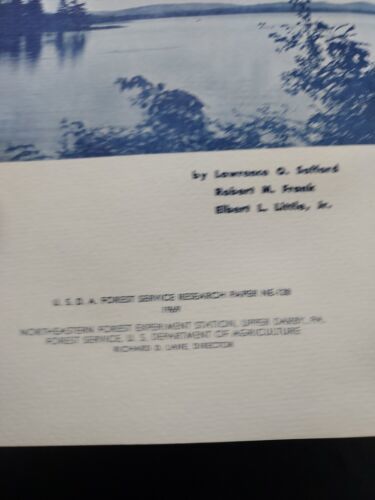 by Lawrence O. Safford
Robert M. Frank
Elbert L. Little, Jr.
U. S. D. A. FOREST SERVICE RESEARCH PAPER NE-128
1969
NORTHEASTERN FOREST EXPERIMENT STATION, UPPER DARBY, PA.
FOREST SERVICE, U. S. DEPARTMENT OF AGRICULTURE
RICHARD D. LANE, DIRECTOR